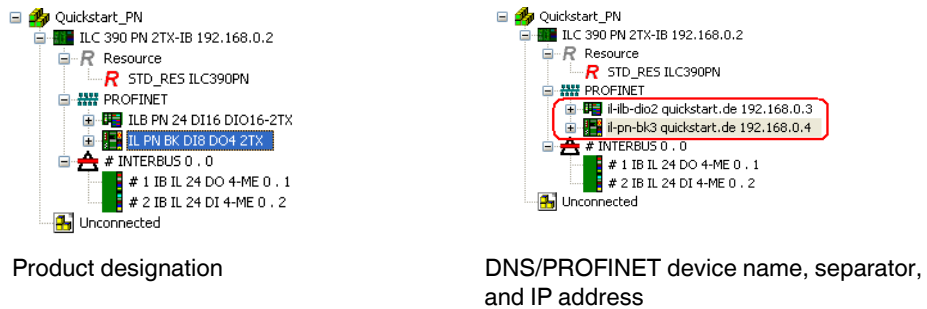 Quickstart_PN
ILC 390 PN 2TX-IB 192.168.0.2
Resource
R STD_RES ILC390PN
PROFINET
ILB PN 24 DI16 DIO16-2TX
IL PN BK DI8 DO4 2TX
# INTERBUS 0 . 0
# 1 IB IL 24 DO 4-ME 0 . 1
# 2 IB IL 24 DI 4-ME 0 . 2
Unconnected
Product designation
Quickstart_PN
ILC 390 PN 2TX-IB 192.168.0.2
R Resource
R STD_RES ILC390PN
PROFINET
il-ilb-dio2 quickstart.de 192.168.0.3
il-pn-bk3 quickstart.de 192.168.0.4
# INTERBUS 0 . 0
# 1 IB IL 24 DO 4-ME 0 . 1
# 2 IB IL 24 DI 4-ME 0 . 2
Unconnected
DNS/PROFINET device name, separator,
and IP address